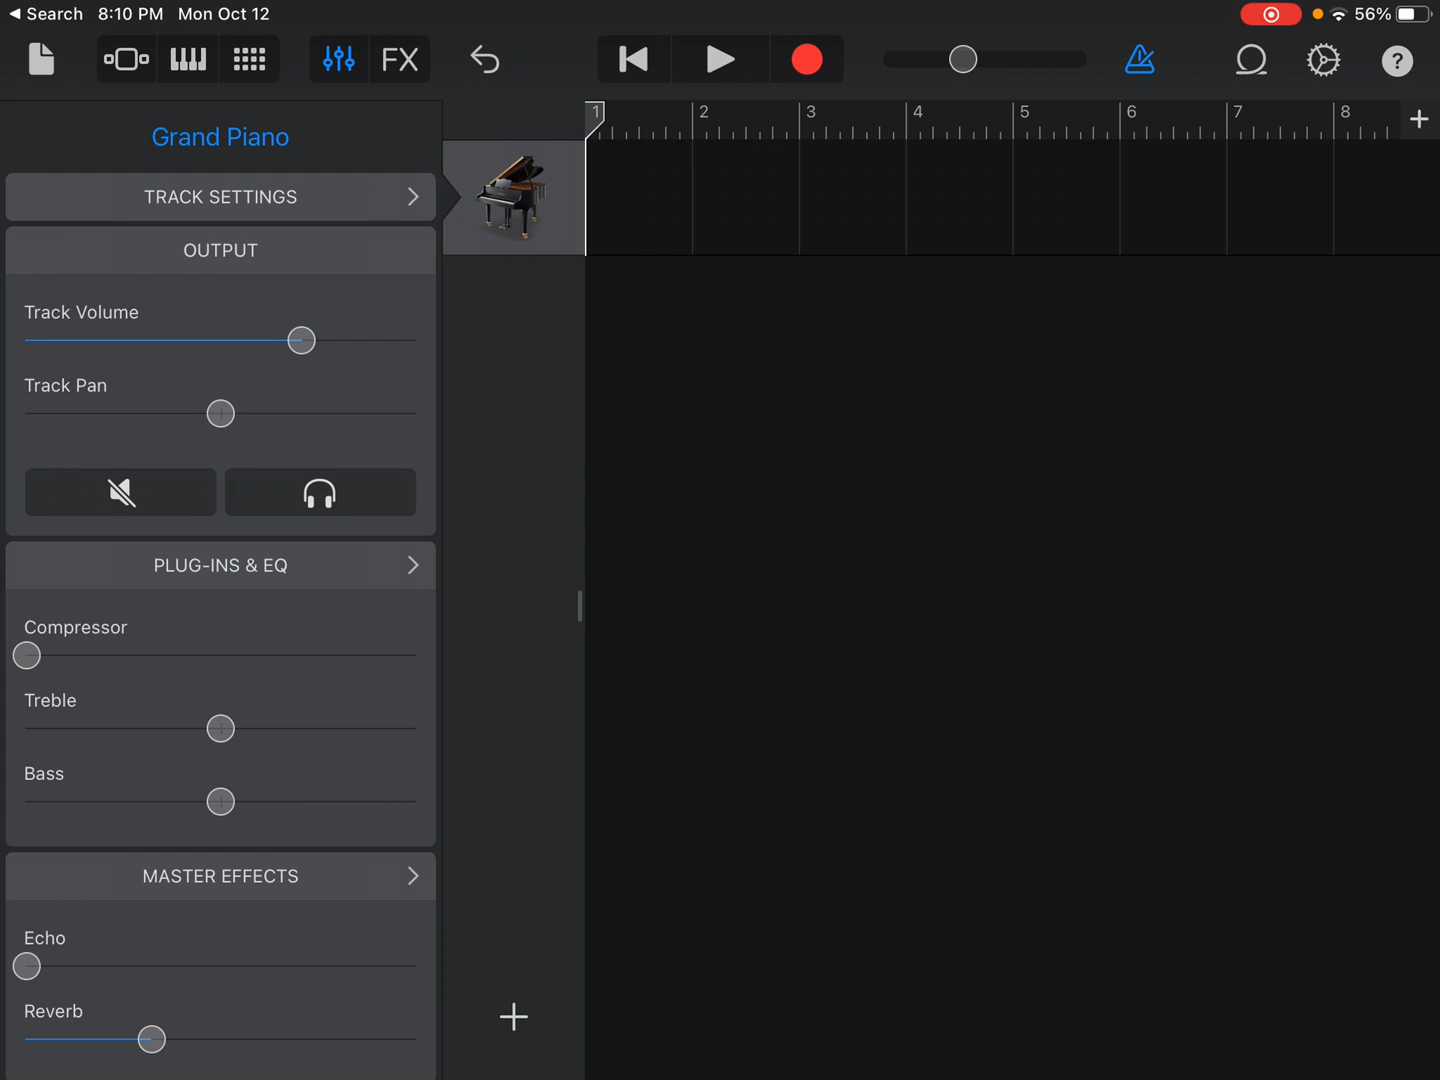 ◀ Search 8:10 PM Mon Oct 12 56%
FX ?
1 2 3 4 5 6 7 8 +
Grand Piano
TRACK SETTINGS
OUTPUT
Track Volume
Track Pan
PLUG-INS & EQ
Compressor
Treble
Bass
MASTER EFFECTS
Echo
Reverb
+